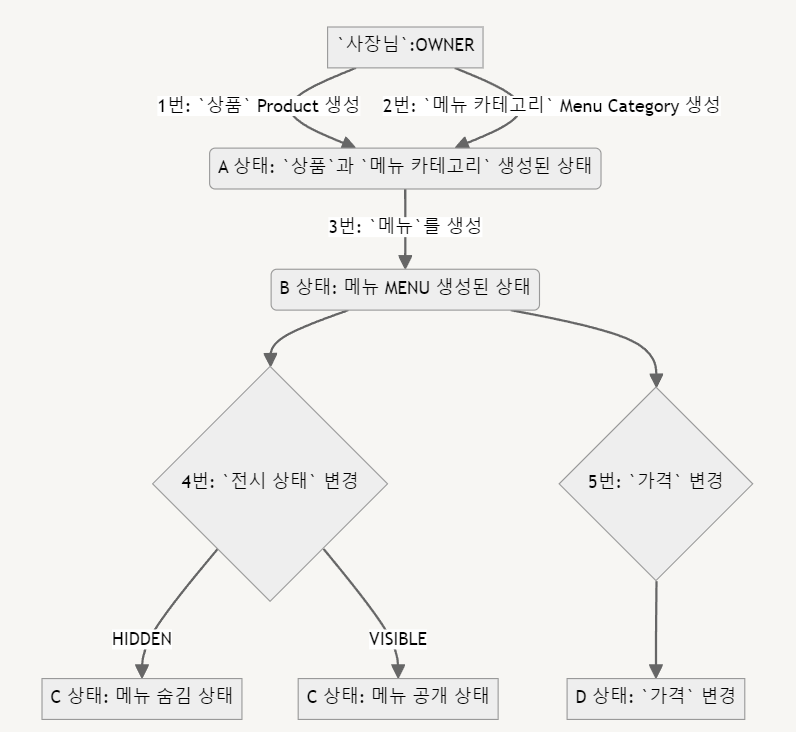 `사장님`:OWNER
1번: `상품` Product 생성
2번: `메뉴 카테고리` Menu Category 생성
A 상태: `상품`과 `메뉴 카테고리` 생성된 상태
3번: `메뉴`를 생성
B 상태: 메뉴 MENU 생성된 상태
4번: `전시 상태` 변경
5번: `가격` 변경
HIDDEN
VISIBLE
C 상태: 메뉴 숨김 상태
C 상태: 메뉴 공개 상태
D 상태: `가격` 변경